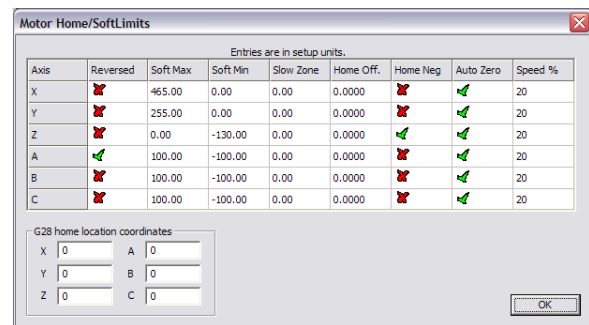 Motor Home/SoftLimits
Entries are in setup units.
Axis Reversed Soft Max Soft Min Slow Zone Home Off. Home Neg Auto Zero Speed %
X 465.00 0.00 0.00 0.0000 20
Y 255.00 0.00 0.00 0.0000 20
Z 0.00 -130.00 0.00 0.0000 20
A 100.00 -100.00 0.00 0.0000 20
B 100.00 -100.00 0.00 0.0000 20
C 100.00 -100.00 0.00 0.0000 20
G28 home location coordinates
X 0 A 0
Y 0 B 0
Z 0 C 0
OK